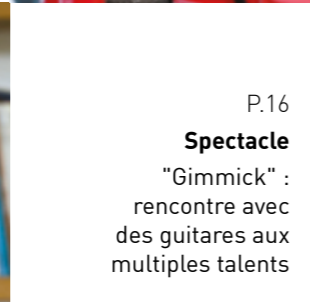 P.16
Spectacle
"Gimmick" :
rencontre avec
des guitares aux
multiples talents